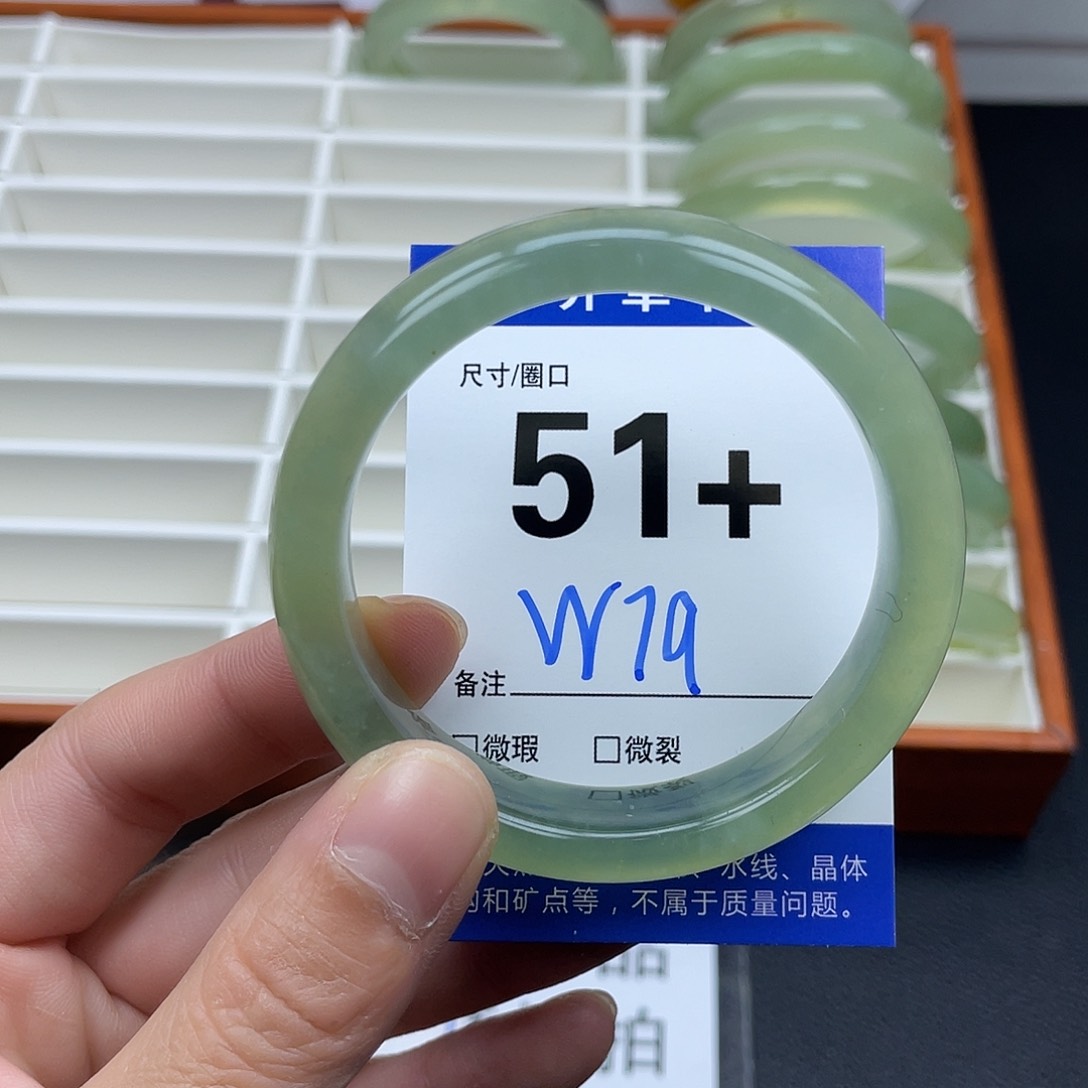 尺寸/圈口
51+
W79
备注
□微瑕 □微裂
水线、晶体
和矿点等，不属于质量问题。
拍